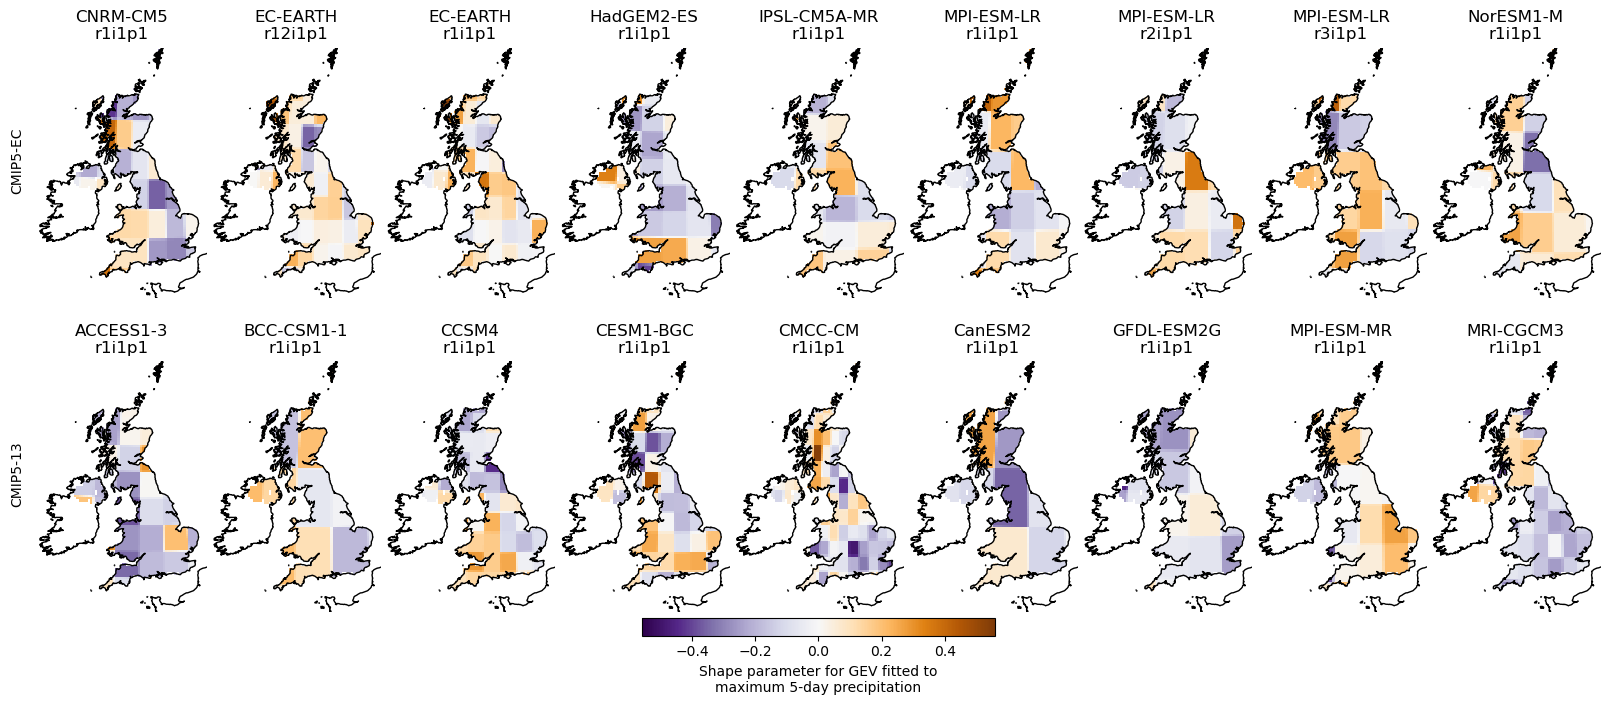 CNRM-CM5 EC-EARTH EC-EARTH HadGEM2-ES IPSL-CM5A-MR MPI-ESM-LR MPI-ESM-LR MPI-ESM-LR NorESM1-M
r1i1p1 r12i1p1 r1i1p1 r1i1p1 r1i1p1 r1i1p1 r2i1p1 r3i1p1 r1i1p1
CMIP5-EC
ACCESS1-3 BCC-CSM1-1 CCSM4 CESM1-BGC CMCC-CM CanESM2 GFDL-ESM2G MPI-ESM-MR MRI-CGCM3
r1i1p1 r1i1p1 r1i1p1 r1i1p1 r1i1p1 r1i1p1 r1i1p1 r1i1p1 r1i1p1
CMIP5-13
−0.4 −0.2 0.0 0.2 0.4
Shape parameter for GEV fitted to
maximum 5-day precipitation